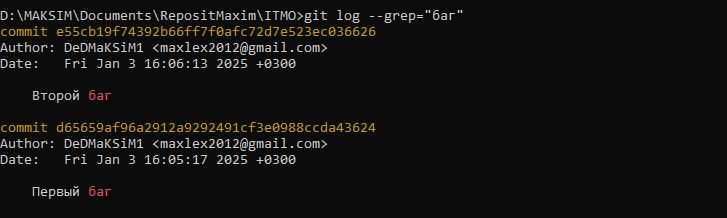 D:\MAKSIM\Documents\RepositMaxim\ITMO>git log --grep="баг"
commit e55cb19f74392b66ff7f0afc72d7e523ec036626
Author: DeDMaKSiM1 <maxlex2012@gmail.com>
Date:   Fri Jan 3 16:06:13 2025 +0300
Второй баг
commit d65659af96a2912a9292491cf3e0988ccda43624
Author: DeDMaKSiM1 <maxlex2012@gmail.com>
Date:   Fri Jan 3 16:05:17 2025 +0300
Первый баг